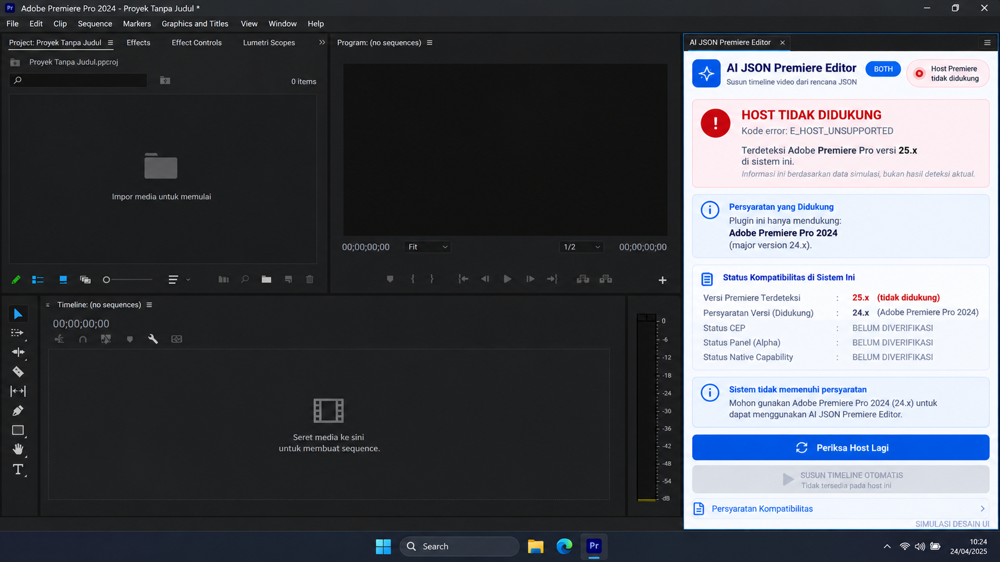 Pr Adobe Premiere Pro 2024 - Proyek Tanpa Judul *
File Edit Clip Sequence Markers Graphics and Titles View Window Help
Project: Proyek Tanpa Judul Effects Effect Controls Lumetri Scopes
Proyek Tanpa Judul.pproroj
0 items
Impor media untuk memulai
Program: (no sequences)
00;00;00;00 Fit 1/2 00;00;00;00
Timeline: (no sequences)
00;00;00;00
Seret media ke sini
untuk membuat sequence.
0
-6
-12
-18
-24
-30
-36
-42
-48
-54
dB
AI JSON Premiere Editor
AI JSON Premiere Editor
Susun timeline video dari rencana JSON
BOTH
Host Premiere
tidak didukung
HOST TIDAK DIDUKUNG
Kode error: E_HOST_UNSUPPORTED
Terdeteksi Adobe Premiere Pro versi 25.x
di sistem ini.
Informasi ini berdasarkan data simulasi, bukan hasil deteksi aktual.
Persyaratan yang Didukung
Plugin ini hanya mendukung:
Adobe Premiere Pro 2024
(major version 24.x).
Status Kompatibilitas di Sistem Ini
Versi Premiere Terdeteksi : 25.x (tidak didukung)
Persyaratan Versi (Didukung) : 24.x (Adobe Premiere Pro 2024)
Status CEP : BELUM DIVERIFIKASI
Status Panel (Alpha) : BELUM DIVERIFIKASI
Status Native Capability : BELUM DIVERIFIKASI
Sistem tidak memenuhi persyaratan
Mohon gunakan Adobe Premiere Pro 2024 (24.x) untuk
dapat menggunakan AI JSON Premiere Editor.
Periksa Host Lagi
SUSUN TIMELINE OTOMATIS
Tidak tersedia pada host ini
Persyaratan Kompatibilitas
SIMULASI DESAIN UI
Search
Pr
10:24
24/04/2025